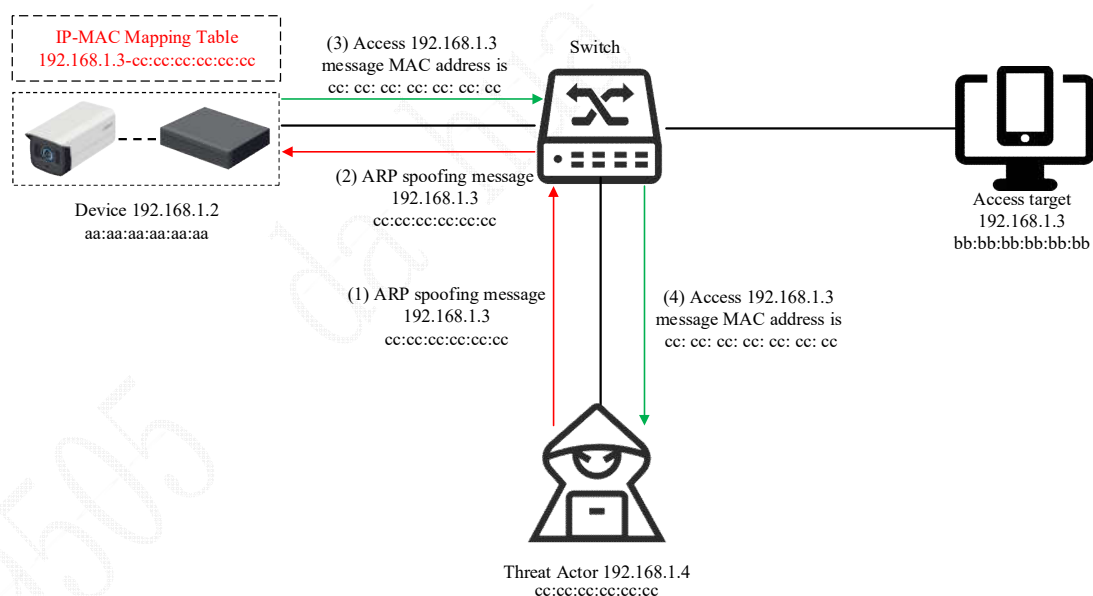 IP-MAC Mapping Table
192.168.1.3-cc:cc:cc:cc:cc:cc
(3) Access 192.168.1.3
message MAC address is
cc: cc: cc: cc: cc: cc: cc
Switch
(2) ARP spoofing message
192.168.1.3
cc:cc:cc:cc:cc:cc
Device 192.168.1.2
aa:aa:aa:aa:aa:aa
Access target
192.168.1.3
bb:bb:bb:bb:bb:bb
(1) ARP spoofing message
192.168.1.3
cc:cc:cc:cc:cc:cc
(4) Access 192.168.1.3
message MAC address is
cc: cc: cc: cc: cc: cc: cc
Threat Actor 192.168.1.4
cc:cc:cc:cc:cc:cc